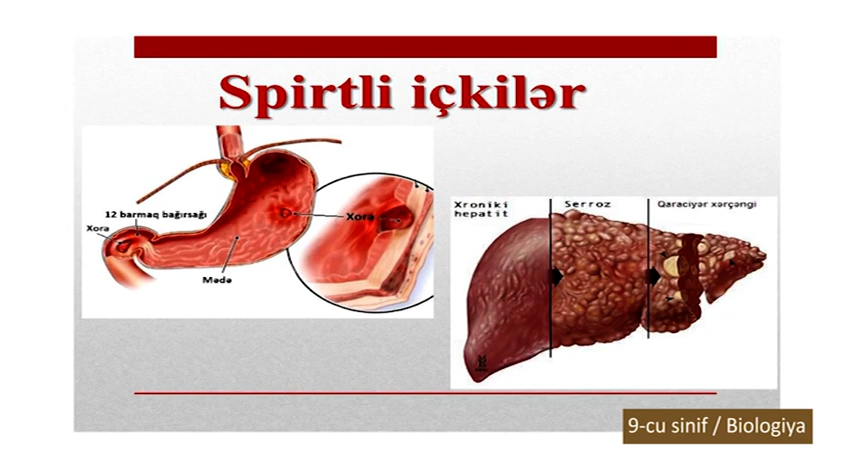 Spirtli içkilər
12 barmaq bağırsağı
Xora
Xora
Mədə
Xroniki
hepatit
Serroz
Qaraciyər xərçəngi
9-cu sinif / Biologiya